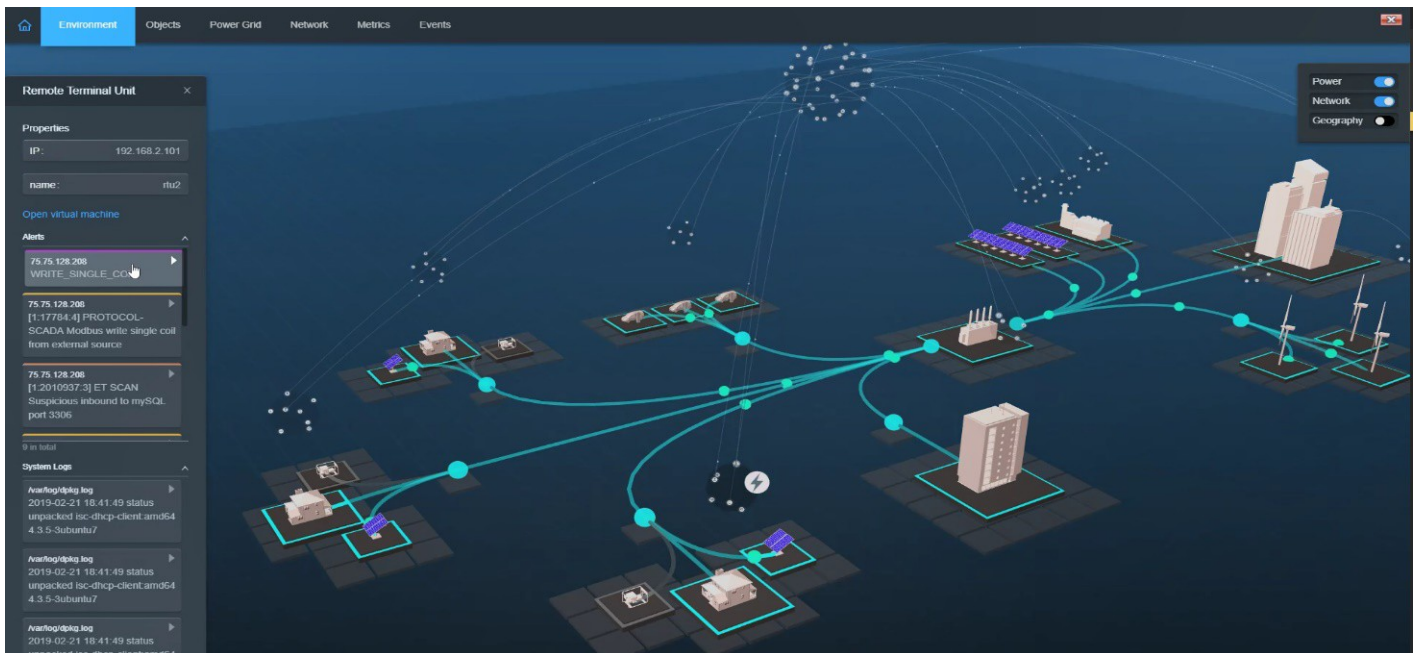 Environment Objects Power Grid Network Metrics Events
Remote Terminal Unit
Properties
IP: 192.168.2.101
name: rtu2
Open virtual machine
Alerts
75.75.128.208
WRITE_SINGLE_CO
75.75.128.208
[1:17784:4] PROTOCOL-
SCADA Modbus write single coil
from external source
75.75.128.208
[1:2010937:3] ET SCAN
Suspicious inbound to mySQL
port 3306
9 in total
System Logs
/var/log/dpkg.log
2019-02-21 18:41:49 status
unpacked isc-dhcp-client:amd64
4.3.5-3ubuntu7
/var/log/dpkg.log
2019-02-21 18:41:49 status
unpacked isc-dhcp-client:amd64
4.3.5-3ubuntu7
/var/log/dpkg.log
2019-02-21 18:41:49 status
Power
Network
Geography